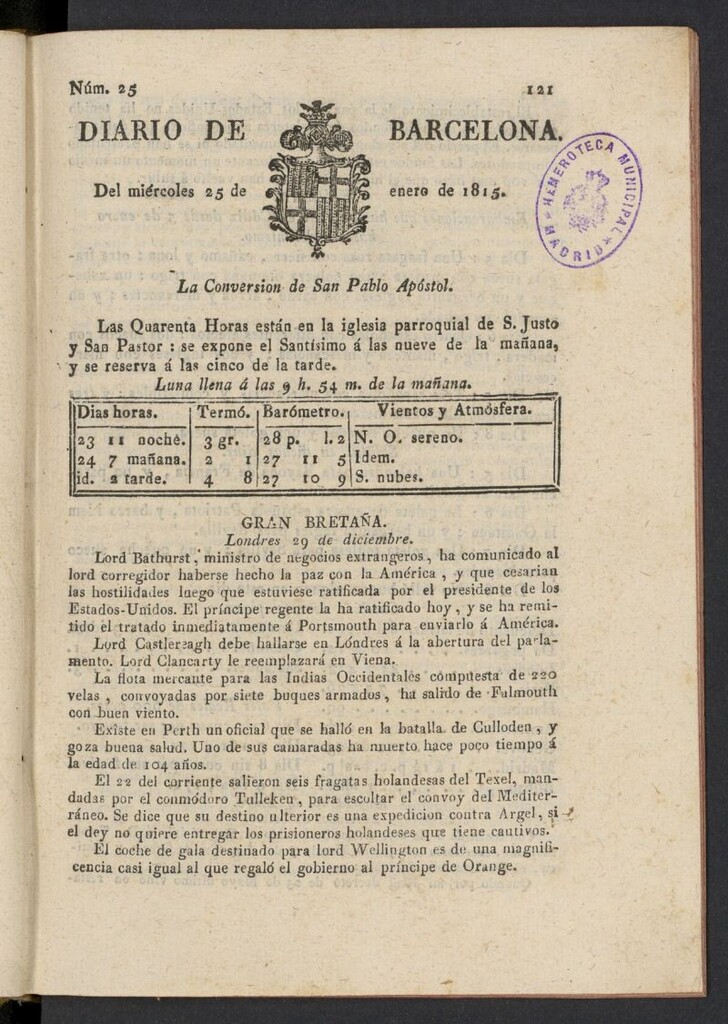 Núm. 25 121
DIARIO DE BARCELONA.
Del miércoles 25 de enero de 1815.
HEMEROTECA MUNICIPAL
MADRID
La Conversion de San Pablo Apóstol.
Las Quarenta Horas están en la iglesia parroquial de S. Justo
y San Pastor : se expone el Santísimo á las nueve de la mañana,
y se reserva á las cinco de la tarde.
Luna llena á las 9 h. 54 m. de la mañana.
Dias horas. Termó. Barómetro. Vientos y Atmósfera.
23 11 noche. 3 gr. 28 p. l. 2 N. O. sereno.
24 7 mañana. 2 1 27 11 5 Idem.
id. 2 tarde. 4 8 27 10 9 S. nubes.
GRAN BRETAÑA.
Londres 29 de diciembre.
Lord Bathurst, ministro de negocios extrangeros, ha comunicado al
lord corregidor haberse hecho la paz con la América, y que cesarian
las hostilidades luego que estuviese ratificada por el presidente de los
Estados-Unidos. El príncipe regente la ha ratificado hoy, y se ha remi-
tido el tratado inmediatamente á Portsmouth para enviarlo á América.
Lord Castlereagh debe hallarse en Lóndres á la abertura del parla-
mento. Lord Clancarty le reemplazará en Viena.
La flota mercante para las Indias Occidentales compuesta de 220
velas, convoyadas por siete buques armados, ha salido de Falmouth
con buen viento.
Existe en Perth un oficial que se halló en la batalla de Culloden, y
goza buena salud. Uno de sus camaradas ha muerto hace poco tiempo á
la edad de 104 años.
El 22 del corriente salieron seis fragatas holandesas del Texel, man-
dadas por el conmódoro Tulleken, para escoltar el convoy del Mediter-
ráneo. Se dice que su destino ulterior es una expedicion contra Argel, si
el dey no quiere entregar los prisioneros holandeses que tiene cautivos.
El coche de gala destinado para lord Wellington es de una magnifi-
cencia casi igual al que regaló el gobierno al príncipe de Orange.